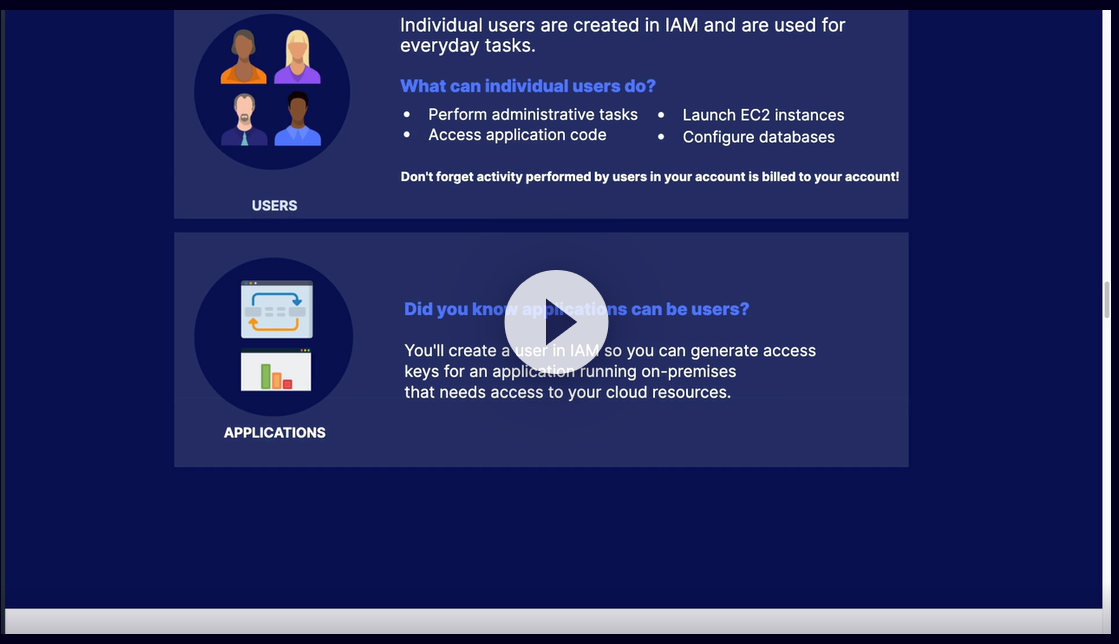 Individual users are created in IAM and are used for
everyday tasks.
What can individual users do?
• Perform administrative tasks
• Access application code
• Launch EC2 instances
• Configure databases
Don't forget activity performed by users in your account is billed to your account!
USERS
Did you know applications can be users?
You'll create a user in IAM so you can generate access
keys for an application running on-premises
that needs access to your cloud resources.
APPLICATIONS